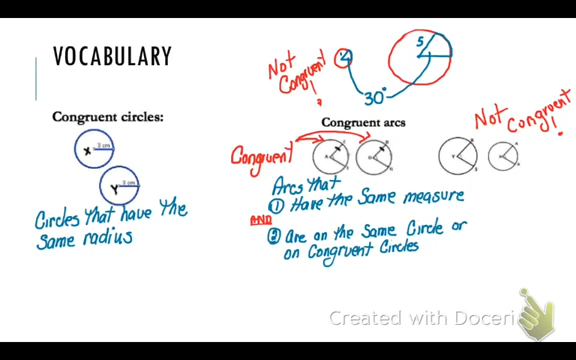 VOCABULARY
Not
Congruent
!
5
30°
Congruent circles:
3 cm
X
3 cm
Y
Circles that have the
Same radius
Congruent arcs
Congruent
Not
Congruent
!
Arcs that
① Have the Same measure
AND
② are on the Same Circle or
on Congruent Circles
Created with Doceri